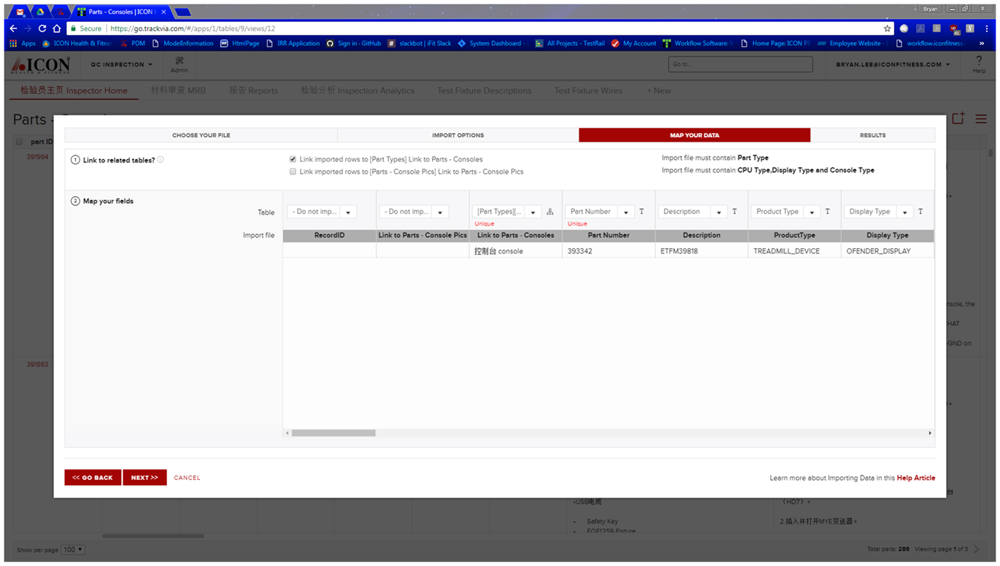 Parts - Consoles | ICON H
Bryan
Secure https://go.trackvia.com/#/apps/1/tables/9/views/12
Apps ICON Health & Fitne PDM ModelInformation HtmlPage IRR Application Sign in · GitHub slackbot | iFit Slack System Dashboard - All Projects - TestRail My Account Workflow Software: Home Page: ICON Employee Website - workflow.iconfitness. »
ICON
HEALTH & FITNESS
QC INSPECTION
Admin
Go to...
BRYAN.LEE@ICONFITNESS.COM
?
Help
检验员主页 Inspector Home 材料审查 MRB 报告 Reports 检验分析 Inspection Analytics Test Fixture Descriptions Test Fixture Wires + New
Parts -
part ID
391994
CHOOSE YOUR FILE IMPORT OPTIONS MAP YOUR DATA RESULTS
1 Link to related tables?
Link imported rows to [Part Types] Link to Parts - Consoles
Import file must contain Part Type
Link imported rows to [Parts - Console Pics] Link to Parts - Console Pics
Import file must contain CPU Type,Display Type and Console Type
2 Map your fields
Table - Do not imp... - Do not imp... [Part Types][... Part Number T Description T Product Type T Display Type T
Unique Unique
Import file RecordID Link to Parts - Console Pics Link to Parts - Consoles Part Number Description ProductType Display Type
控制台 console 393342 ETFM39818 TREADMILL_DEVICE OFENDER_DISPLAY
nsole, the
HAT
-GND on
391863
<< GO BACK NEXT >> CANCEL
Learn more about Importing Data in this Help Article
台
•USB电缆
（HD7）。
Safety Key
2.插入并打开MYE变送器。
EOF1259 Fixture
Show per page 100
Total parts: 286 Viewing page 1 of 3